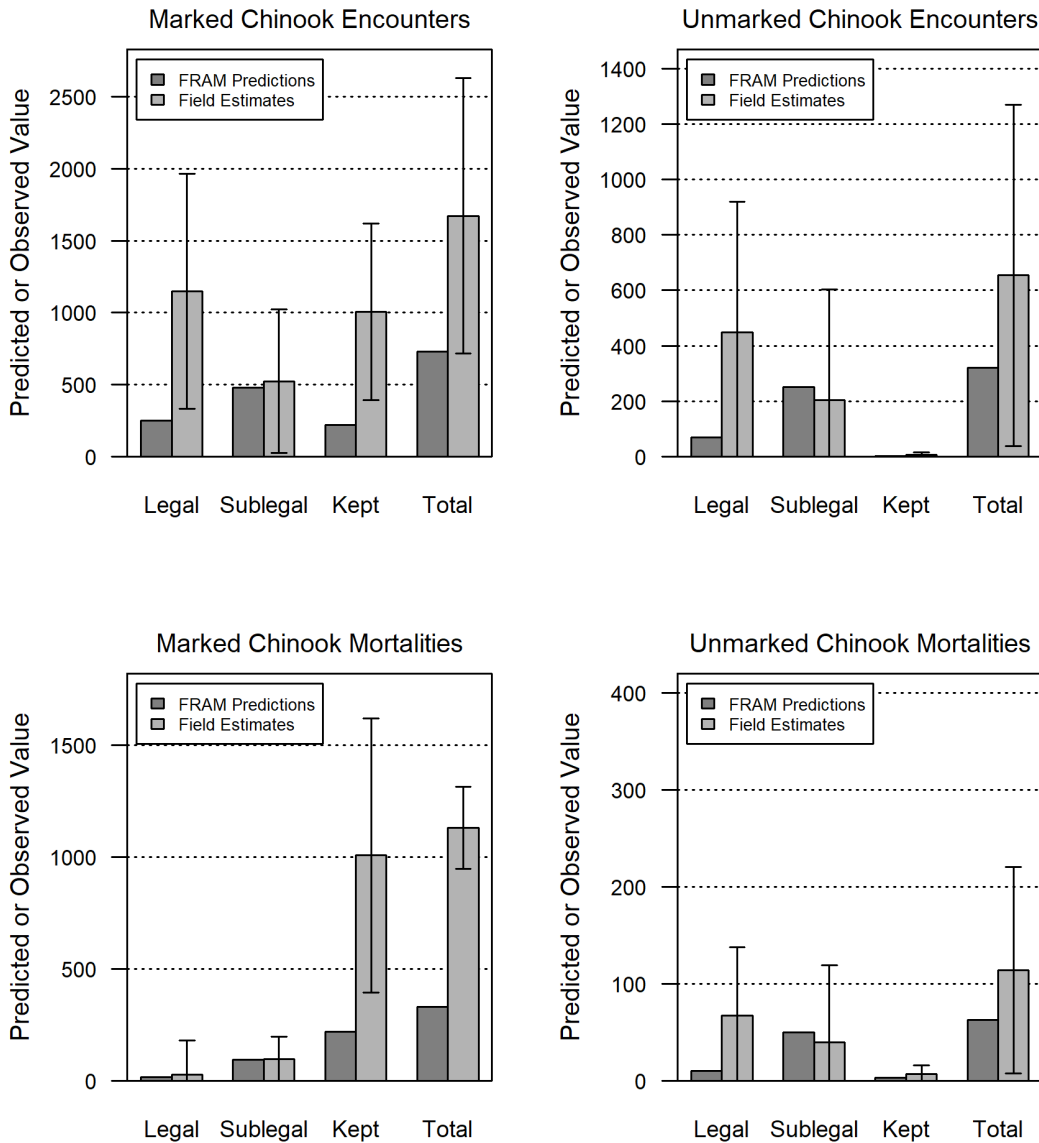 Marked Chinook Encounters
Predicted or Observed Value
FRAM Predictions
Field Estimates
2500
2000
1500
1000
500
0
Legal Sublegal Kept Total
Unmarked Chinook Encounters
Predicted or Observed Value
FRAM Predictions
Field Estimates
1400
1200
1000
800
600
400
200
0
Legal Sublegal Kept Total
Marked Chinook Mortalities
Predicted or Observed Value
FRAM Predictions
Field Estimates
1500
1000
500
0
Legal Sublegal Kept Total
Unmarked Chinook Mortalities
Predicted or Observed Value
FRAM Predictions
Field Estimates
400
300
200
100
0
Legal Sublegal Kept Total